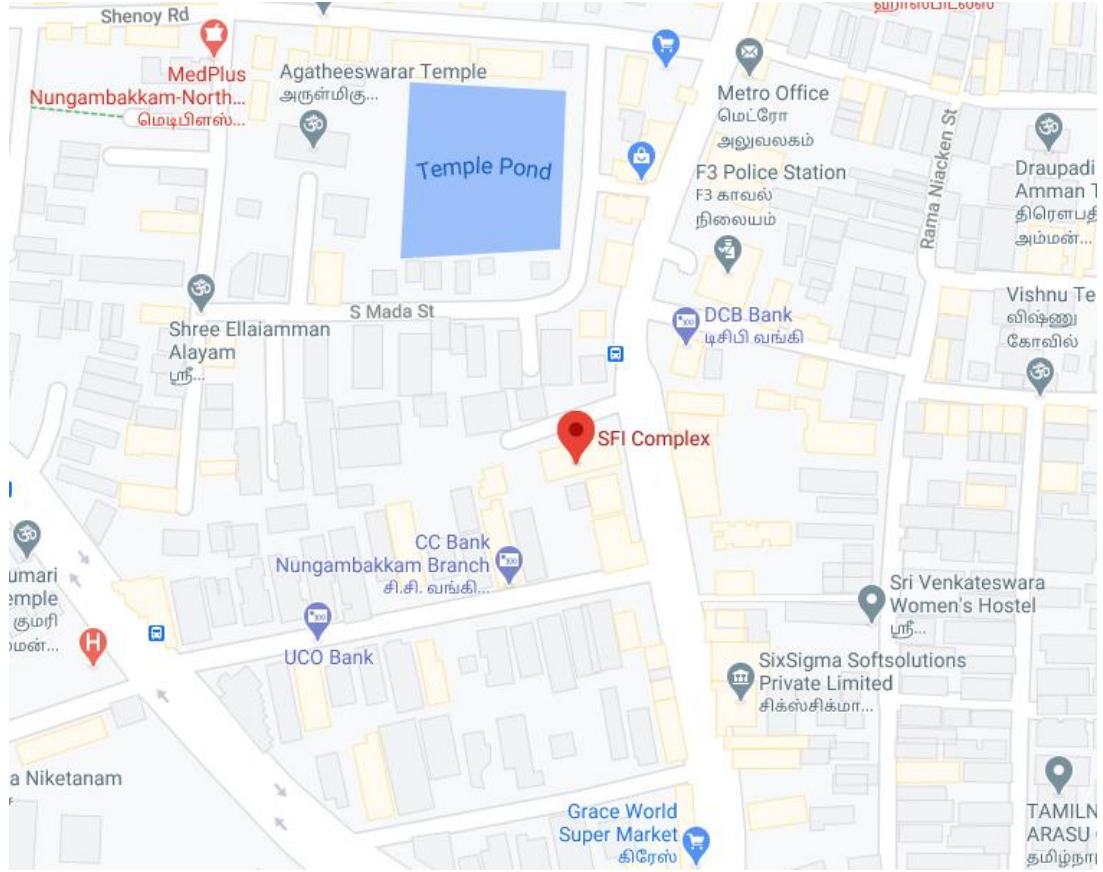 Shenoy Rd
ஹாஸ்பிட்டல்ஸ்
MedPlus
Nungambakkam-North...
மெடிபிளஸ்...
Agatheeswarar Temple
அருள்மிகு...
Temple Pond
Metro Office
மெட்ரோ
அலுவலகம்
F3 Police Station
F3 காவல்
நிலையம்
Rama Niacken St
Draupadi
Amman T
திரௌபதி
அம்மன்...
S Mada St
Shree Ellaiamman
Alayam
ஸ்ரீ...
DCB Bank
டிசிபி வங்கி
Vishnu Te
விஷ்ணு
கோவில்
SFI Complex
CC Bank
Nungambakkam Branch
சி.சி. வங்கி...
UCO Bank
umari
emple
குமரி
மன்...
H
Sri Venkateswara
Women's Hostel
ஸ்ரீ...
SixSigma Softsolutions
Private Limited
சிக்ஸ்சிக்மா...
a Niketanam
Grace World
Super Market
கிரேஸ்
TAMILN
ARASU
தமிழ்நா